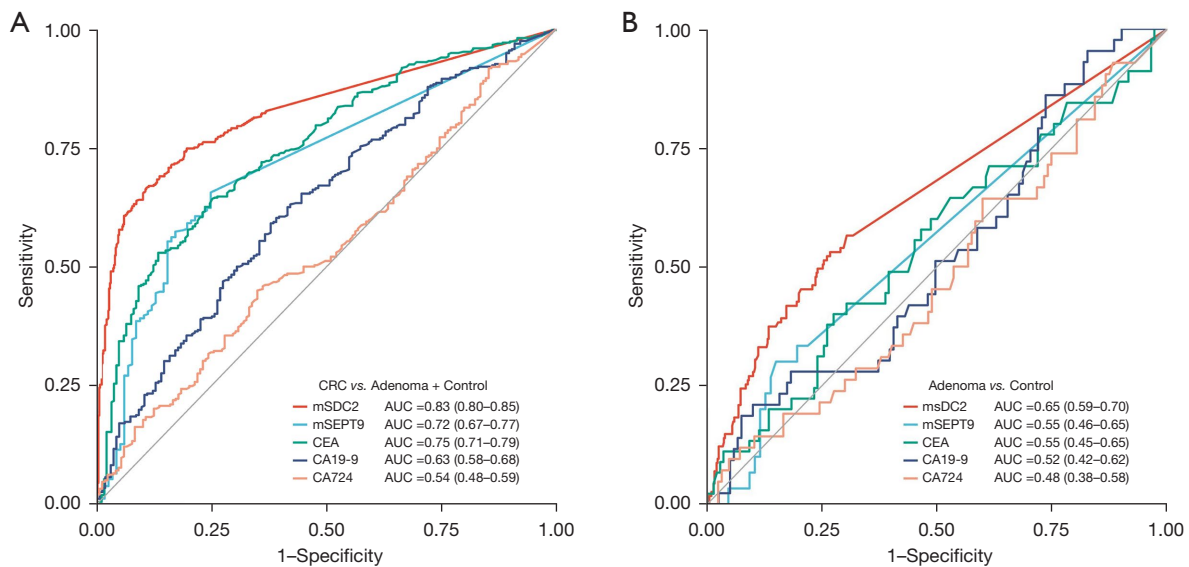 A
Sensitivity
1.00
0.75
0.50
0.25
0.00
0.00 0.25 0.50 0.75 1.00
1–Specificity
CRC vs. Adenoma + Control
mSDC2 AUC =0.83 (0.80–0.85)
mSEPT9 AUC =0.72 (0.67–0.77)
CEA AUC =0.75 (0.71–0.79)
CA19-9 AUC =0.63 (0.58–0.68)
CA724 AUC =0.54 (0.48–0.59)
B
Sensitivity
1.00
0.75
0.50
0.25
0.00
0.00 0.25 0.50 0.75 1.00
1–Specificity
Adenoma vs. Control
msDC2 AUC =0.65 (0.59–0.70)
mSEPT9 AUC =0.55 (0.46–0.65)
CEA AUC =0.55 (0.45–0.65)
CA19-9 AUC =0.52 (0.42–0.62)
CA724 AUC =0.48 (0.38–0.58)